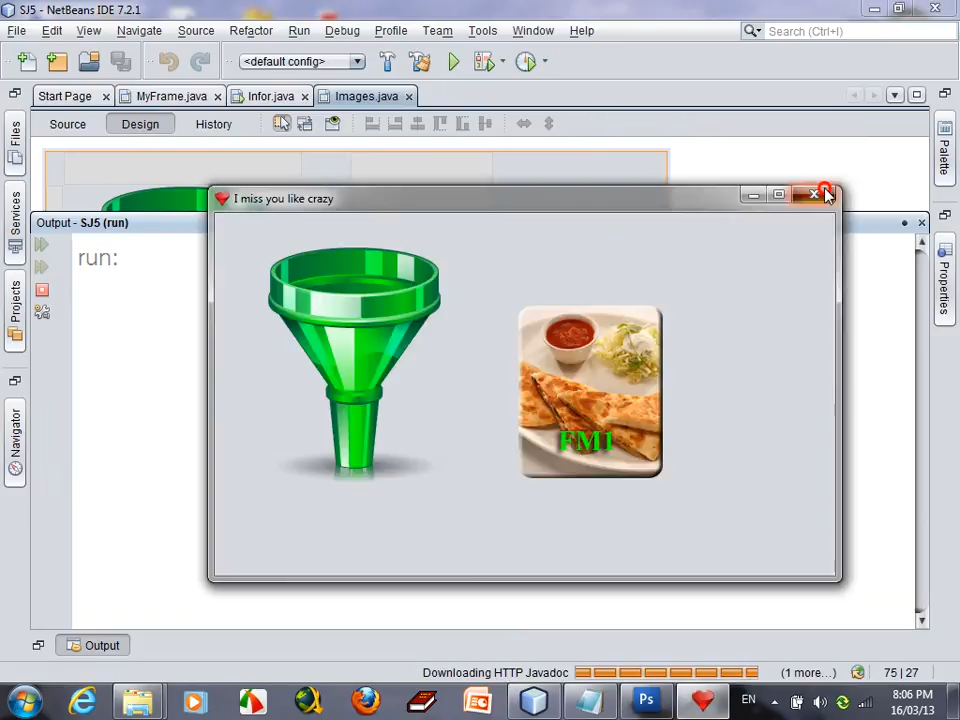 SJ5 - NetBeans IDE 7.2.1
File Edit View Navigate Source Refactor Run Debug Profile Team Tools Window Help
Search (Ctrl+I)
<default config>
Start Page MyFrame.java Infor.java Images.java
Source Design History
Files
Services
Projects
Navigator
Palette
Properties
Output - SJ5 (run)
run:
I miss you like crazy
FM1
Output
Downloading HTTP Javadoc (1 more...) 75 | 27
Ps
EN
8:06 PM
16/03/13